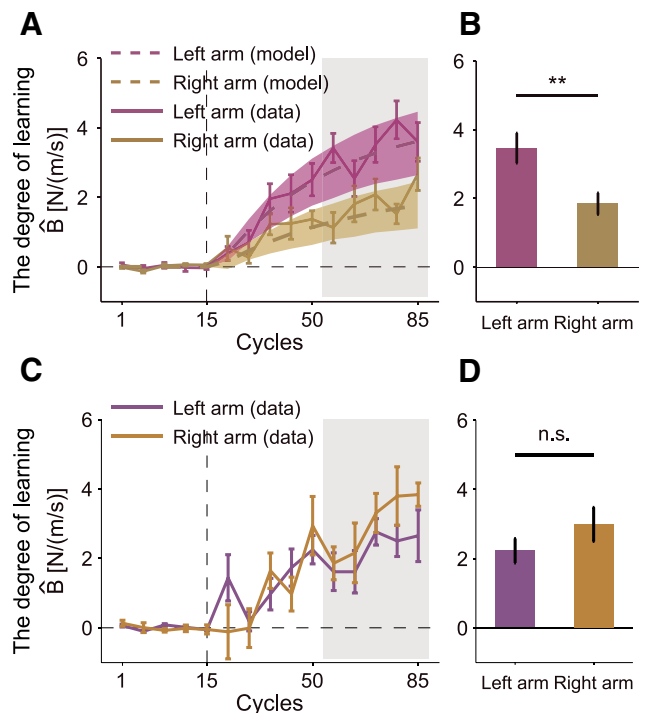 A
Left arm (model)
Right arm (model)
Left arm (data)
Right arm (data)
The degree of learning
B̂ [N/(m/s)]
6
4
2
0
1
15
50
85
Cycles
B
6
4
2
0
**
Left arm Right arm
C
Left arm (data)
Right arm (data)
The degree of learning
B̂ [N/(m/s)]
6
4
2
0
1
15
50
85
Cycles
D
6
4
2
0
n.s.
Left arm Right arm